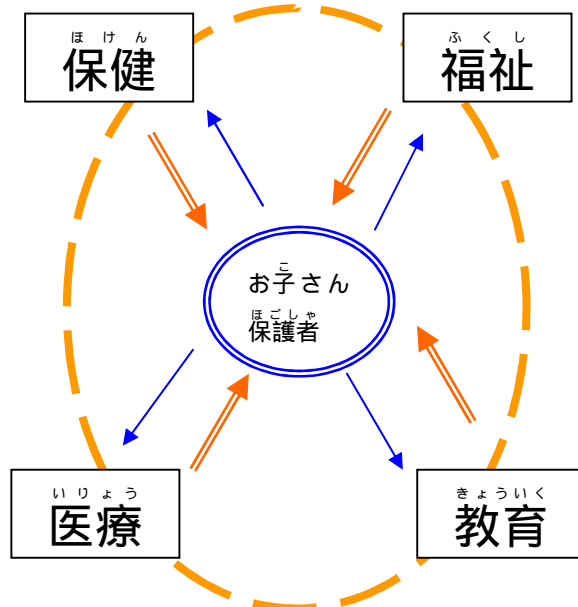 ほけん
保健
ふくし
福祉
こ
お子さん
ほごしゃ
保護者
いりょう
医療
きょういく
教育